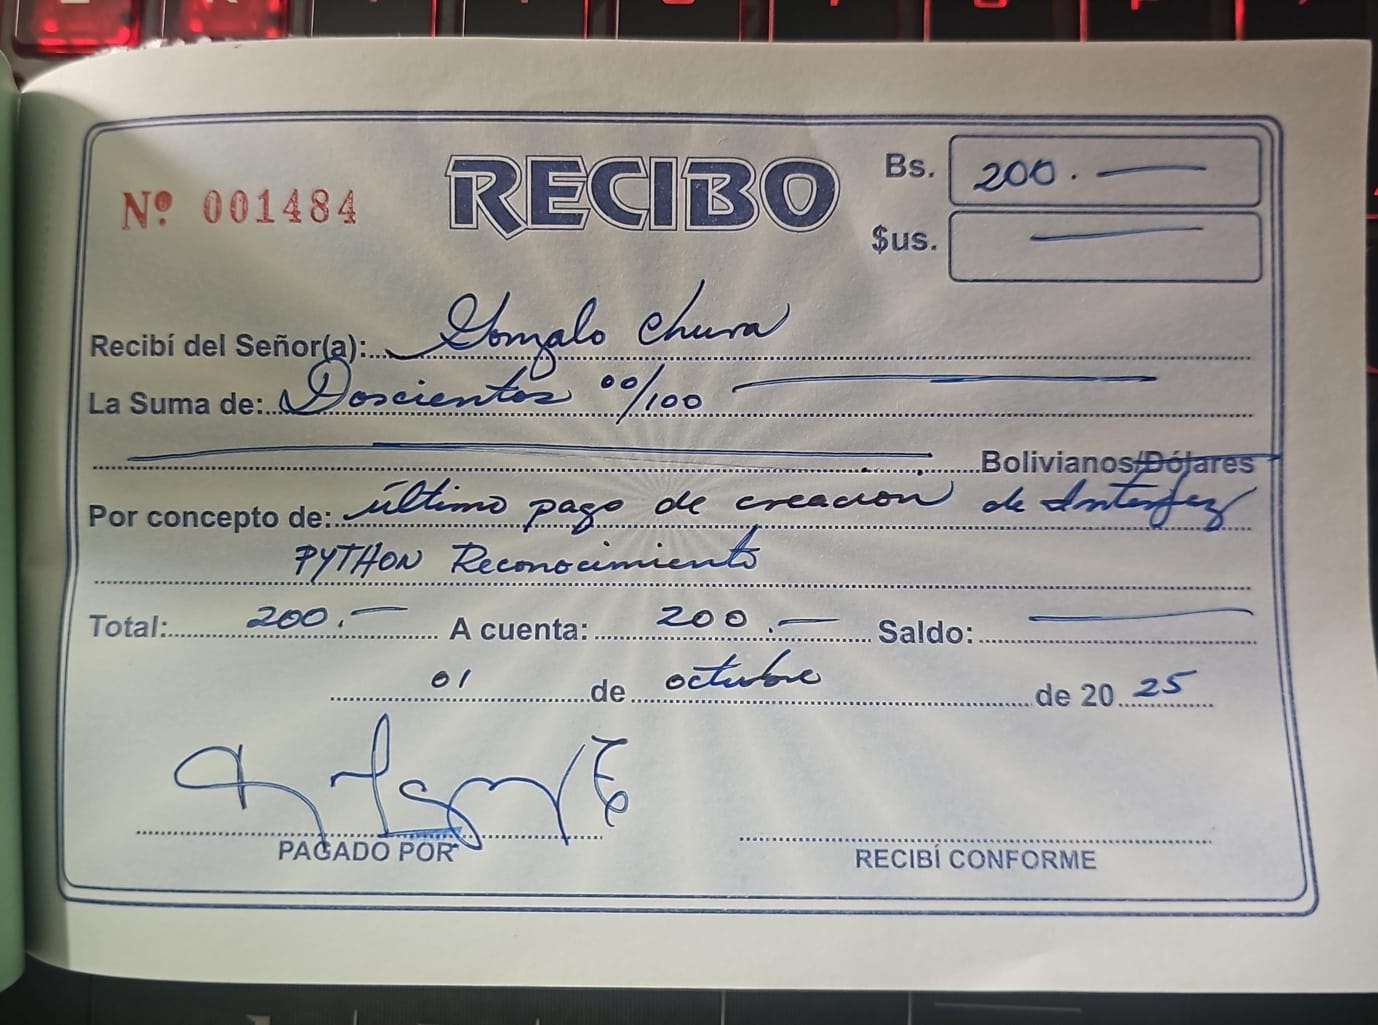 Nº 001484 RECIBO Bs. 200.—
$us. —
Recibí del Señor(a): Gonzalo Chura
La Suma de: Doscientos 00/100
Bolivianos/Dólares
Por concepto de: último pago de creacion de Interfaz
PYTHON Reconocimiento
Total: 200.— A cuenta: 200.— Saldo: —
01 de octubre de 2025
PAGADO POR RECIBÍ CONFORME